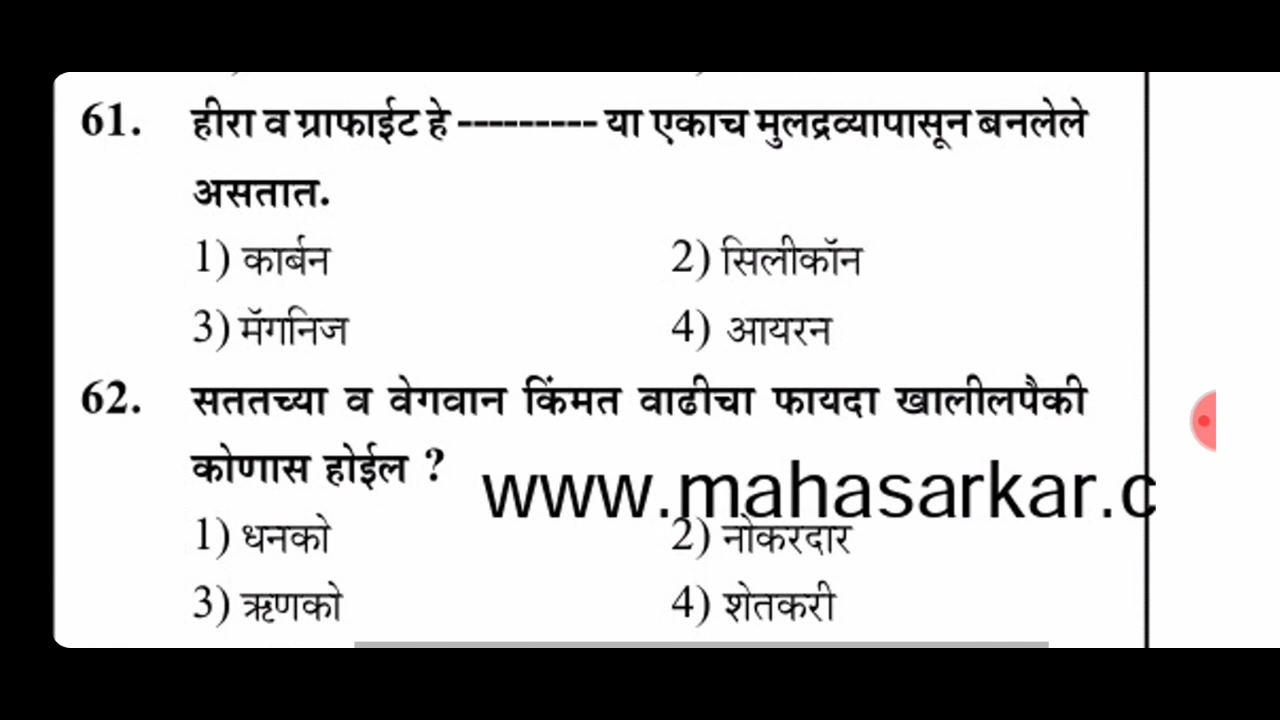 61. हीरा व ग्राफाईट हे --------- या एकाच मुलद्रव्यापासून बनलेले
असतात.
1) कार्बन 2) सिलीकॉन
3) मॅगनिज 4) आयरन
62. सततच्या व वेगवान किंमत वाढीचा फायदा खालीलपैकी
कोणास होईल ?
www.mahasarkar.c
1) धनको 2) नोकरदार
3) ऋणको 4) शेतकरी